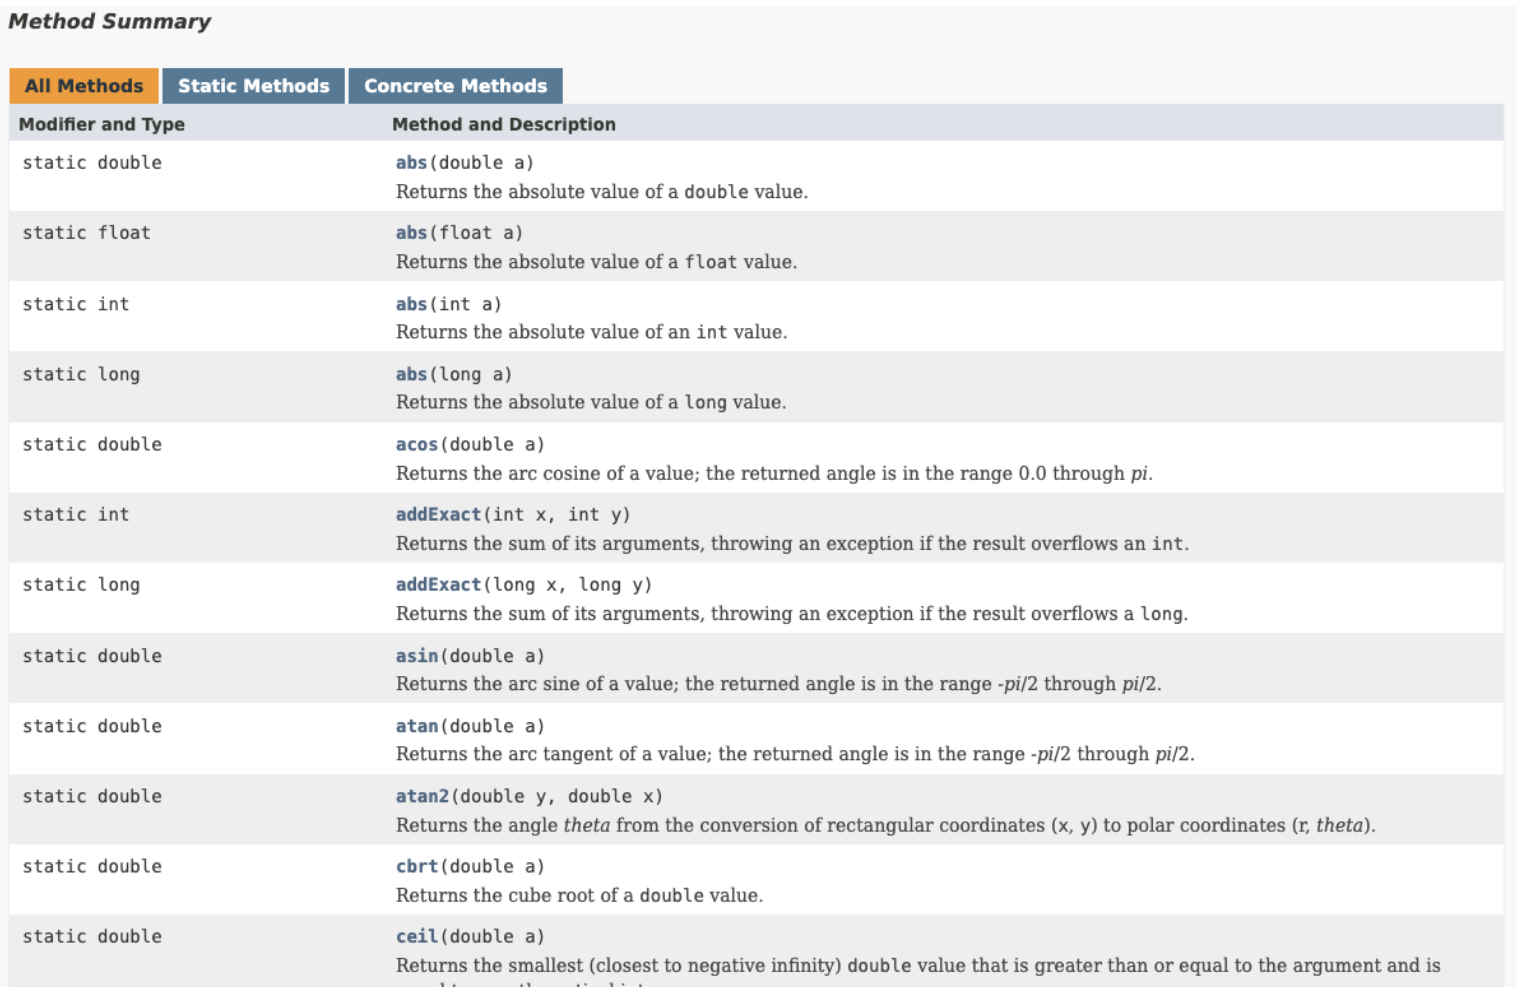 Method Summary
All Methods Static Methods Concrete Methods
Modifier and Type Method and Description
static double abs(double a)
Returns the absolute value of a double value.
static float abs(float a)
Returns the absolute value of a float value.
static int abs(int a)
Returns the absolute value of an int value.
static long abs(long a)
Returns the absolute value of a long value.
static double acos(double a)
Returns the arc cosine of a value; the returned angle is in the range 0.0 through pi.
static int addExact(int x, int y)
Returns the sum of its arguments, throwing an exception if the result overflows an int.
static long addExact(long x, long y)
Returns the sum of its arguments, throwing an exception if the result overflows a long.
static double asin(double a)
Returns the arc sine of a value; the returned angle is in the range -pi/2 through pi/2.
static double atan(double a)
Returns the arc tangent of a value; the returned angle is in the range -pi/2 through pi/2.
static double atan2(double y, double x)
Returns the angle theta from the conversion of rectangular coordinates (x, y) to polar coordinates (r, theta).
static double cbrt(double a)
Returns the cube root of a double value.
static double ceil(double a)
Returns the smallest (closest to negative infinity) double value that is greater than or equal to the argument and is